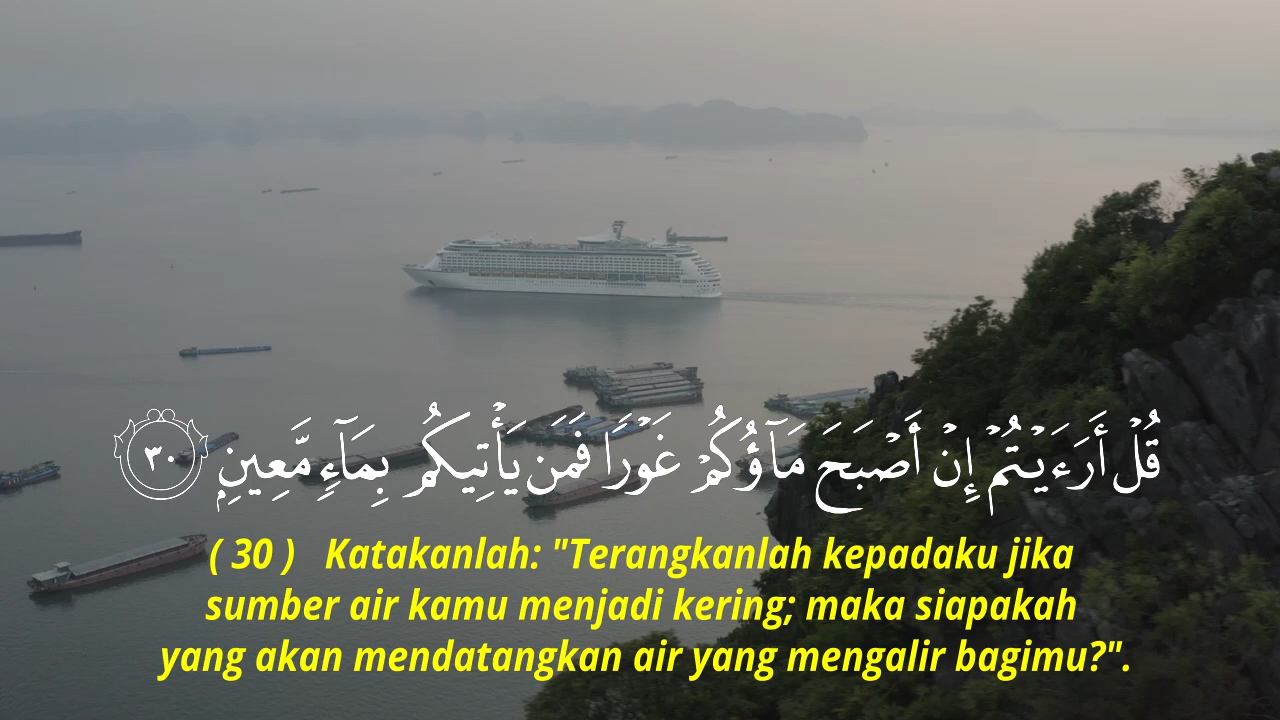 قُلْ أَرَءَيْتُمْ إِنْ أَصْبَحَ مَآؤُكُمْ غَوْرًا فَمَن يَأْتِيكُم بِمَآءٍ مَّعِينٍۭ ٣٠
( 30 ) Katakanlah: "Terangkanlah kepadaku jika
sumber air kamu menjadi kering; maka siapakah
yang akan mendatangkan air yang mengalir bagimu?".